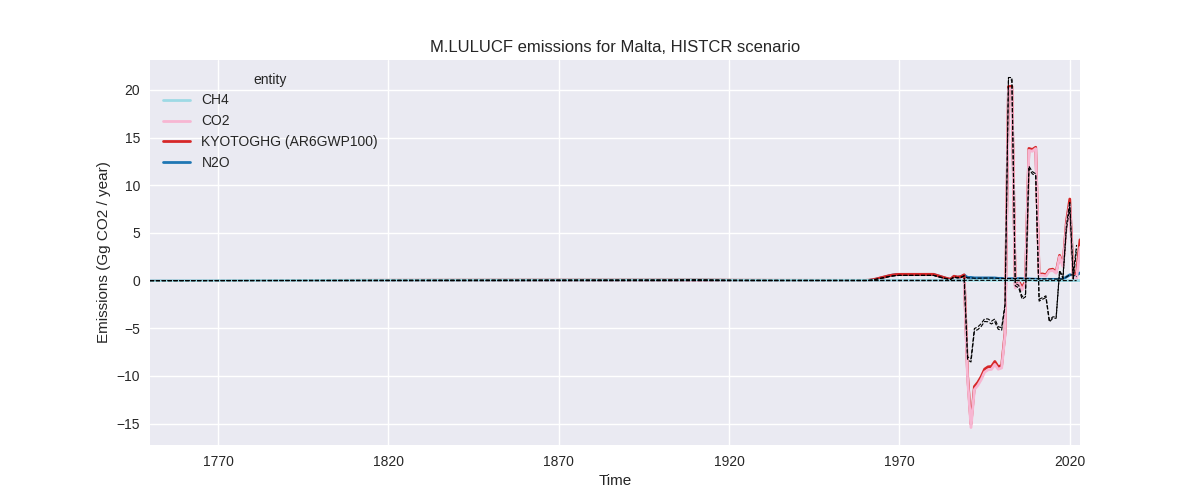 M.LULUCF emissions for Malta, HISTCR scenario
entity
CH4
CO2
KYOTOGHG (AR6GWP100)
N2O
Emissions (Gg CO2 / year)
20
15
10
5
0
−5
−10
−15
1770
1820
1870
1920
1970
2020
Time